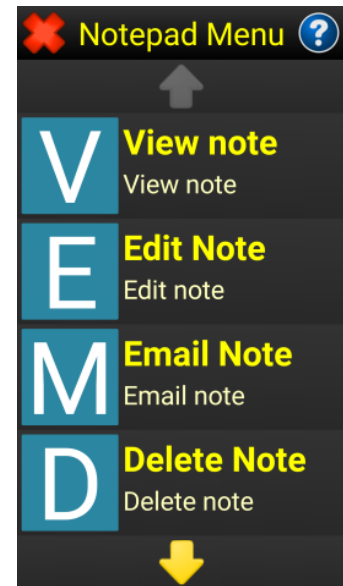 Notepad Menu ?
V
View note
View note
E
Edit Note
Edit note
M
Email Note
Email note
D
Delete Note
Delete note